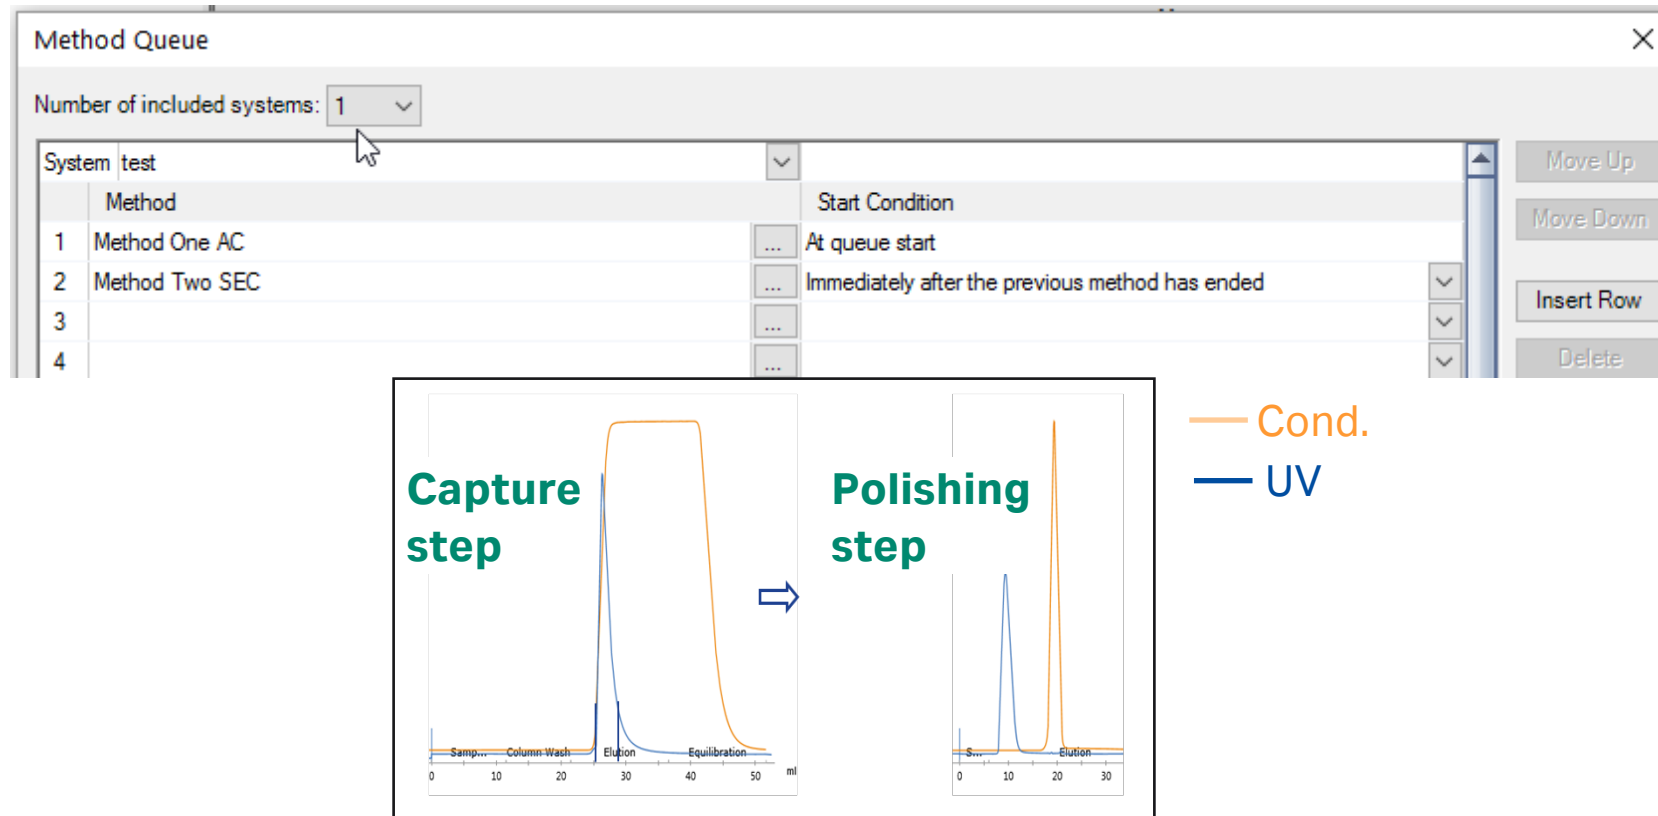 Method Queue
Number of included systems: 1
System test
Method Start Condition
1 Method One AC ... At queue start
2 Method Two SEC ... Immediately after the previous method has ended
3 ...
4 ...
Move Up
Move Down
Insert Row
Delete
Capture
step
Samp... Column Wash Elution Equilibration
0 10 20 30 40 50 ml
Polishing
step
S... Elution
0 10 20 30
Cond.
UV